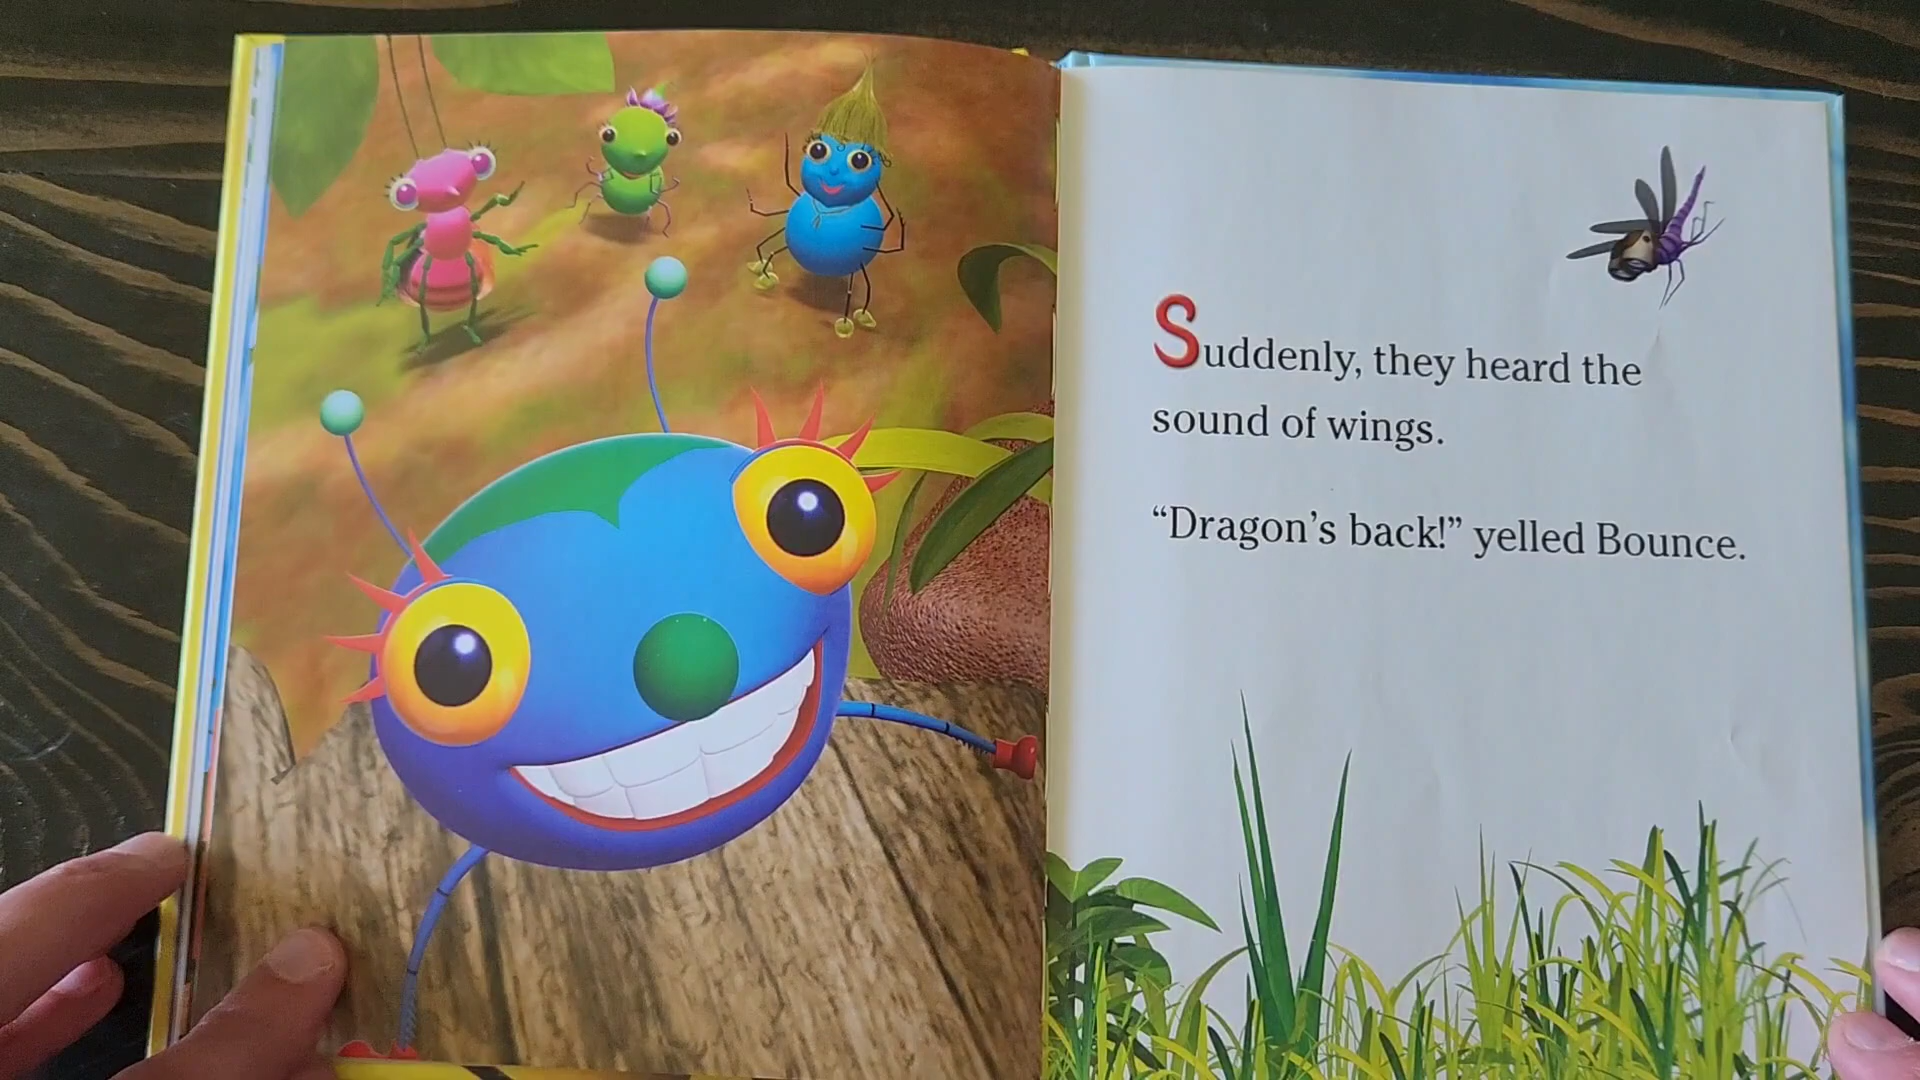 Suddenly, they heard the
sound of wings.
“Dragon’s back!” yelled Bounce.